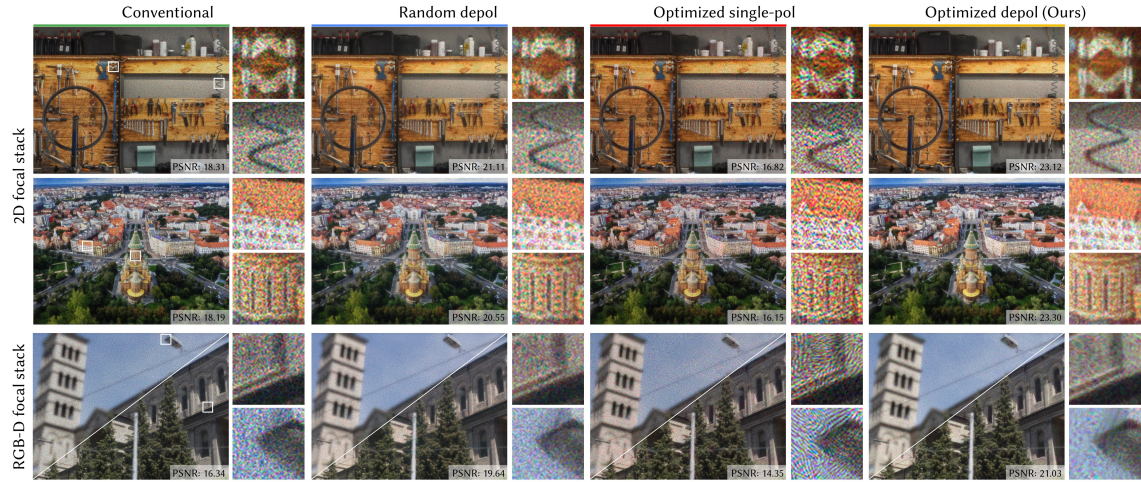 Conventional
Random depol
Optimized single-pol
Optimized depol (Ours)
2D focal stack
PSNR: 18.31
PSNR: 21.11
PSNR: 16.82
PSNR: 23.12
PSNR: 18.19
PSNR: 20.55
PSNR: 16.15
PSNR: 23.30
RGB-D focal stack
PSNR: 16.34
PSNR: 19.64
PSNR: 14.35
PSNR: 21.03